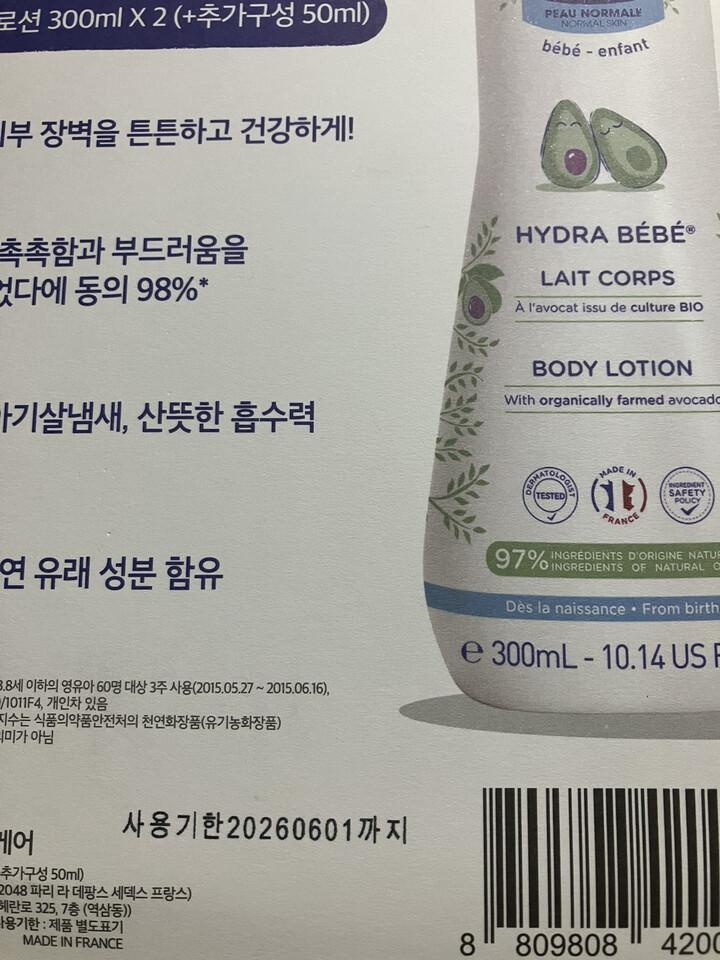 로션 300ml X 2 (+추가구성 50ml)
피부 장벽을 튼튼하고 건강하게!
촉촉함과 부드러움을
었다에 동의 98%*
아기살냄새, 산뜻한 흡수력
연 유래 성분 함유
3.8세 이하의 영유아 60명 대상 3주 사용(2015.05.27 ~ 2015.06.16),
/1011F4, 개인차 있음
지수는 식품의약품안전처의 천연화장품(유기농화장품)
의미가 아님
사용기한20260601까지
케어
추가구성 50ml)
2048 파리 라 데팡스 세덱스 프랑스)
헤란로 325, 7층 (역삼동))
사용기한 : 제품 별도표기
MADE IN FRANCE
PEAU NORMALE
NORMAL SKIN
bébé - enfant
HYDRA BÉBÉ®
LAIT CORPS
À l'avocat issu de culture BIO
BODY LOTION
With organically farmed avocado
DERMATOLOGIST
TESTED
MADE IN
FRANCE
INGREDIENT
SAFETY
POLICY
97% INGRÉDIENTS D'ORIGINE NATU
INGREDIENTS OF NATURAL O
Dès la naissance • From birth
℮ 300mL - 10.14 US F
8 809808 4200